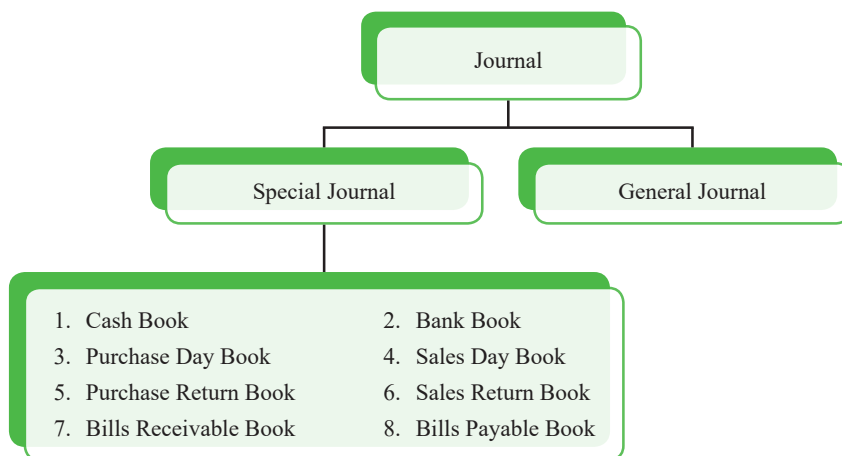 Journal
Special Journal
General Journal
1. Cash Book
2. Bank Book
3. Purchase Day Book
4. Sales Day Book
5. Purchase Return Book
6. Sales Return Book
7. Bills Receivable Book
8. Bills Payable Book